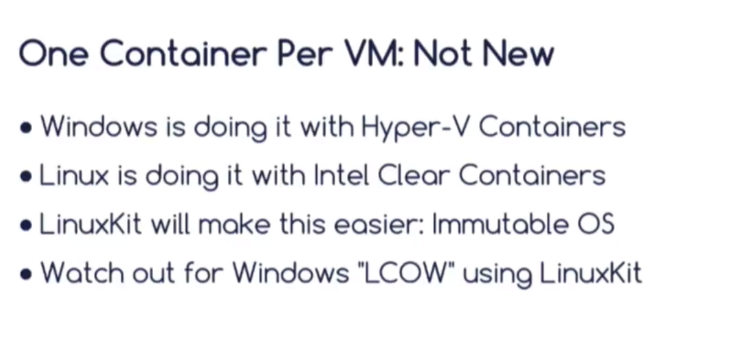 One Container Per VM: Not New
• Windows is doing it with Hyper-V Containers
• Linux is doing it with Intel Clear Containers
• LinuxKit will make this easier: Immutable OS
• Watch out for Windows "LCOW" using LinuxKit